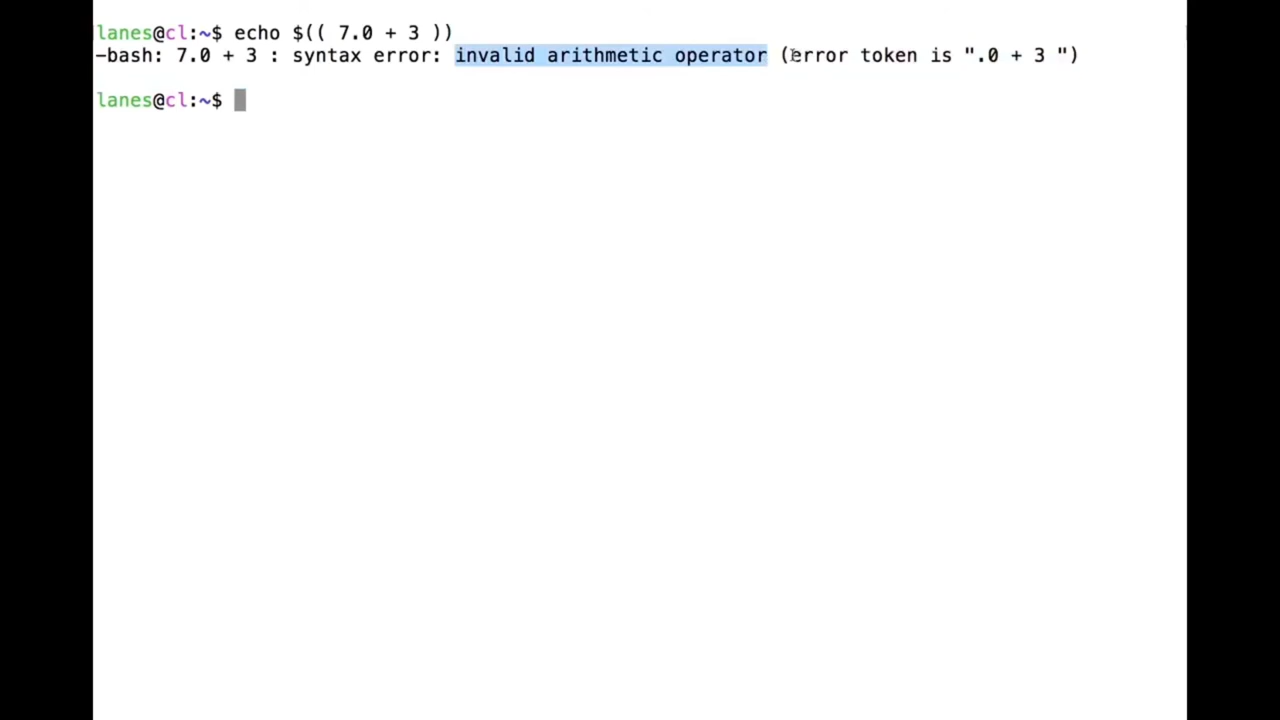 lanes@cl:~$ echo $(( 7.0 + 3 ))
-bash: 7.0 + 3 : syntax error: invalid arithmetic operator (error token is ".0 + 3 ")
lanes@cl:~$